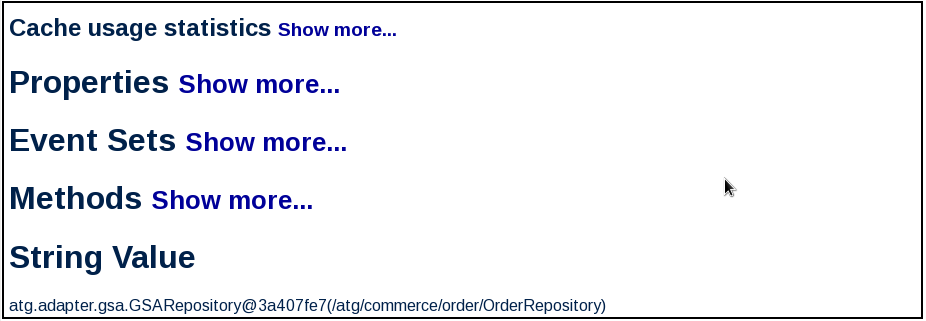 Cache usage statistics Show more...
Properties Show more...
Event Sets Show more...
Methods Show more...
String Value
atg.adapter.gsa.GSARepository@3a407fe7(/atg/commerce/order/OrderRepository)